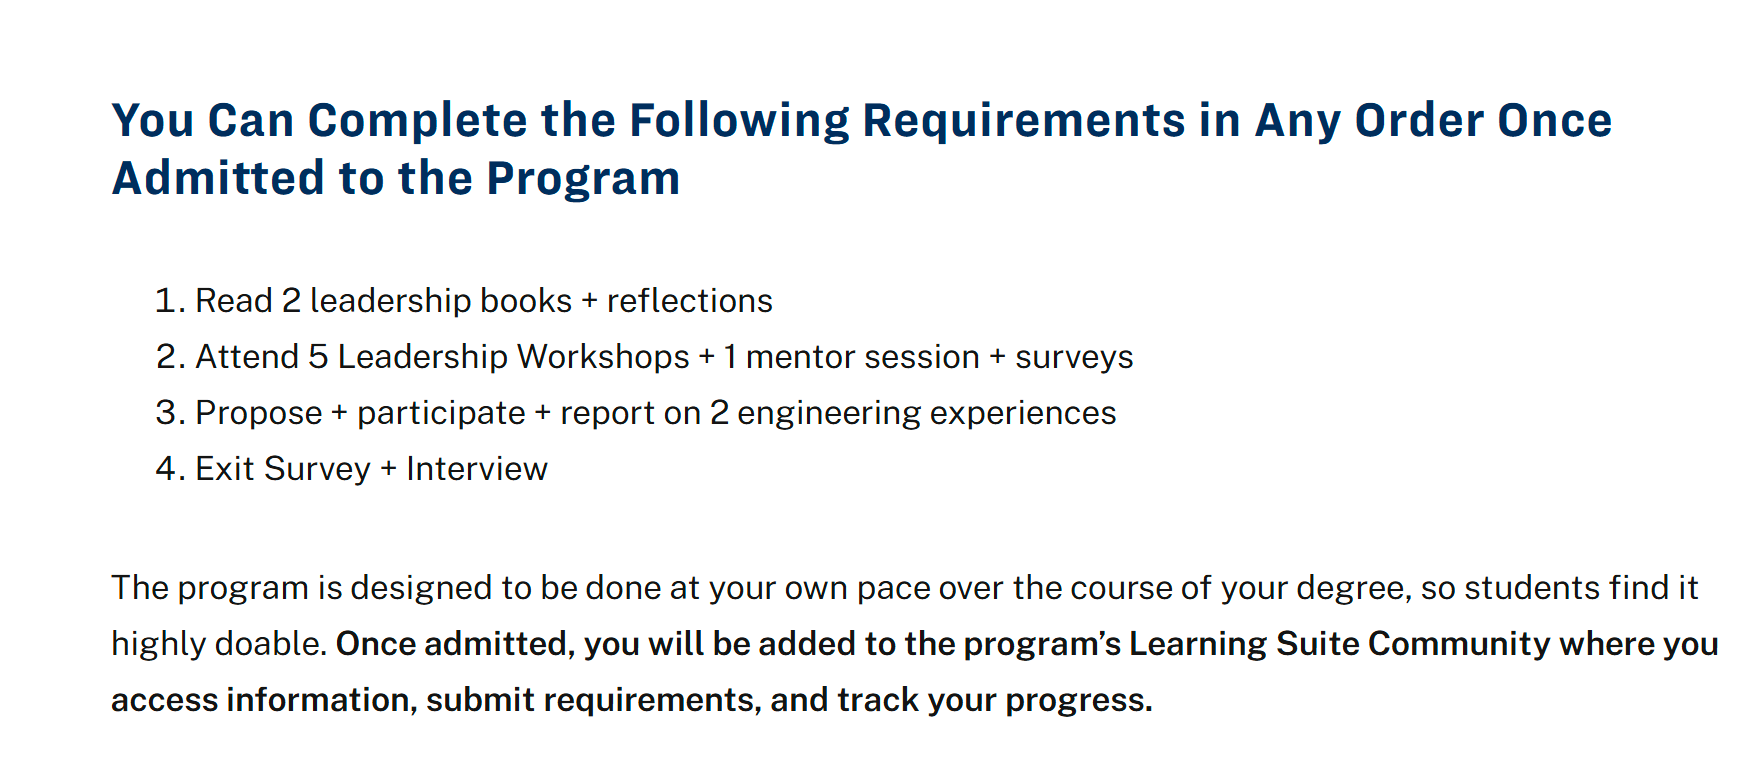 You Can Complete the Following Requirements in Any Order Once
Admitted to the Program
1. Read 2 leadership books + reflections
2. Attend 5 Leadership Workshops + 1 mentor session + surveys
3. Propose + participate + report on 2 engineering experiences
4. Exit Survey + Interview
The program is designed to be done at your own pace over the course of your degree, so students find it
highly doable. Once admitted, you will be added to the program’s Learning Suite Community where you
access information, submit requirements, and track your progress.